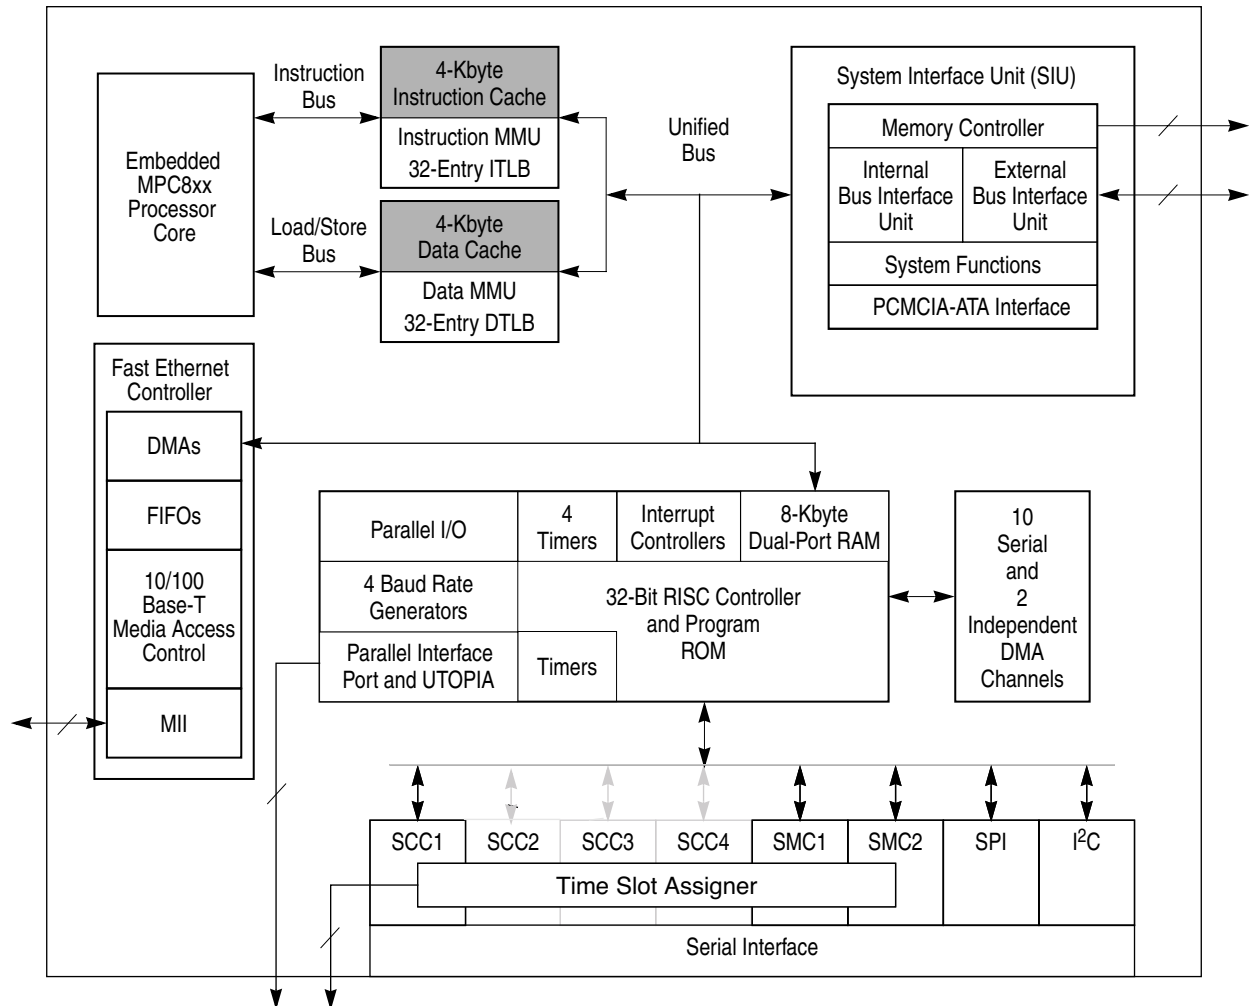 Embedded
MPC8xx
Processor
Core
Instruction
Bus
Load/Store
Bus
4-Kbyte
Instruction Cache
Instruction MMU
32-Entry ITLB
4-Kbyte
Data Cache
Data MMU
32-Entry DTLB
Unified
Bus
System Interface Unit (SIU)
Memory Controller
Internal
Bus Interface
Unit
External
Bus Interface
Unit
System Functions
PCMCIA-ATA Interface
Fast Ethernet
Controller
DMAs
FIFOs
10/100
Base-T
Media Access
Control
MII
Parallel I/O
4
Timers
Interrupt
Controllers
8-Kbyte
Dual-Port RAM
4 Baud Rate
Generators
32-Bit RISC Controller
and Program
ROM
Parallel Interface
Port and UTOPIA
Timers
10
Serial
and
2
Independent
DMA
Channels
SCC1
SCC2
SCC3
SCC4
SMC1
SMC2
SPI
I²C
Time Slot Assigner
Serial Interface